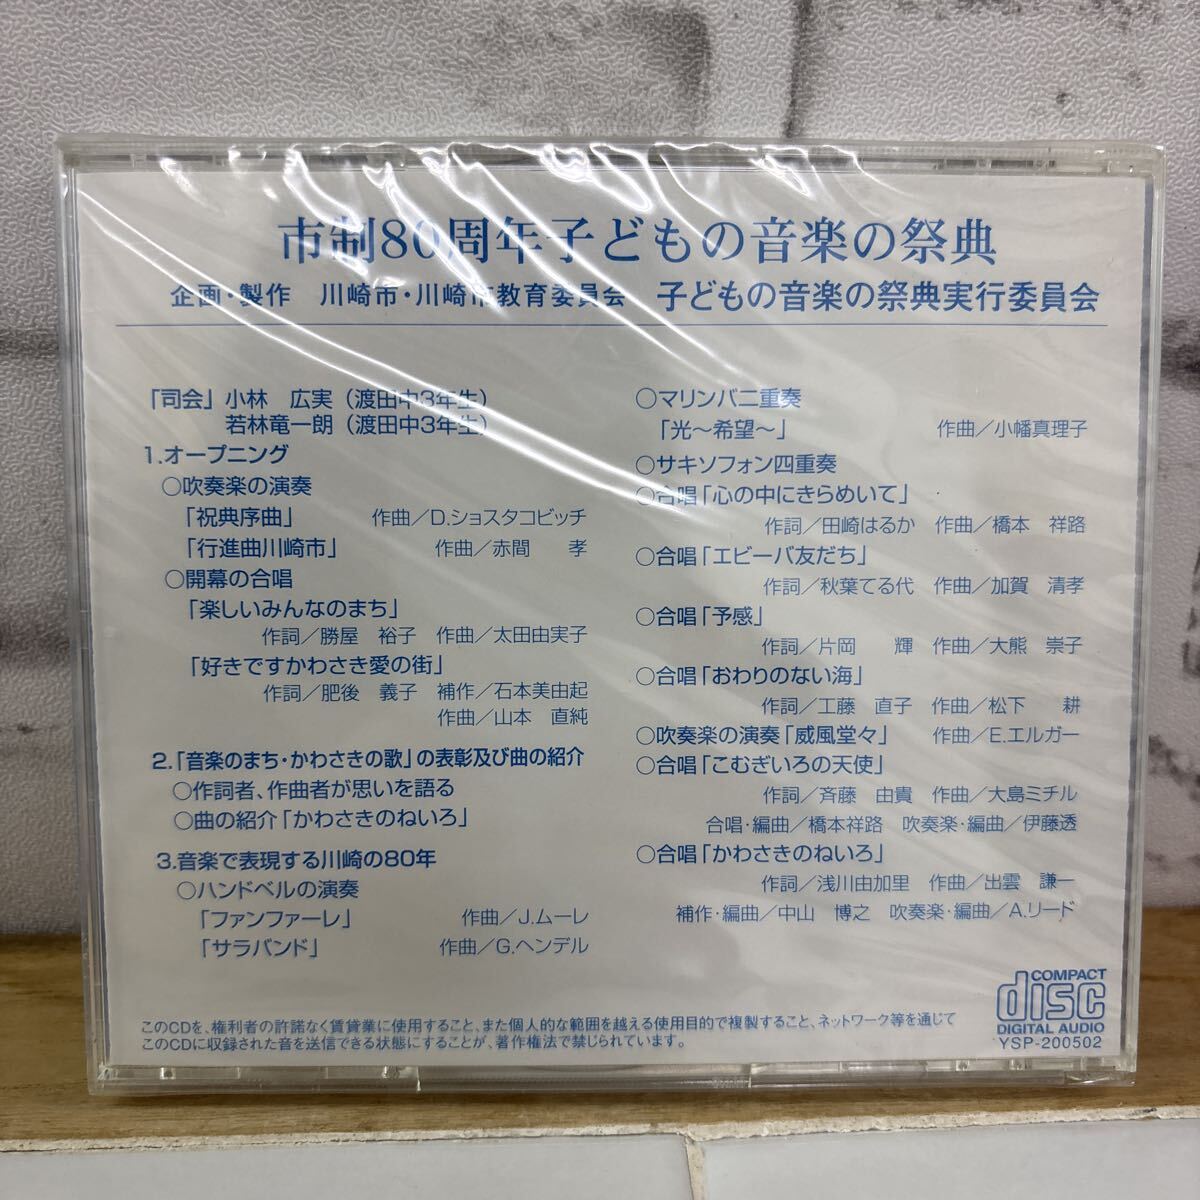 市制80周年子どもの音楽の祭典
企画・製作　川崎市・川崎市教育委員会　子どもの音楽の祭典実行委員会
「司会」小林　広実（渡田中3年生）
若林竜一朗（渡田中3年生）
1.オープニング
○吹奏楽の演奏
「祝典序曲」　作曲／D.ショスタコビッチ
「行進曲川崎市」　作曲／赤間　孝
○開幕の合唱
「楽しいみんなのまち」
作詞／勝屋　裕子　作曲／太田由実子
「好きですかわさき愛の街」
作詞／肥後　義子　補作／石本美由起
作曲／山本　直純
2.「音楽のまち・かわさきの歌」の表彰及び曲の紹介
○作詞者、作曲者が思いを語る
○曲の紹介「かわさきのねいろ」
3.音楽で表現する川崎の80年
○ハンドベルの演奏
「ファンファーレ」　作曲／J.ムーレ
「サラバンド」　作曲／G.ヘンデル
○マリンバ二重奏
「光～希望～」　作曲／小幡真理子
○サキソフォン四重奏
○合唱「心の中にきらめいて」
作詞／田崎はるか　作曲／橋本　祥路
○合唱「エビーバ友だち」
作詞／秋葉てる代　作曲／加賀　清孝
○合唱「予感」
作詞／片岡　輝　作曲／大熊　崇子
○合唱「おわりのない海」
作詞／工藤　直子　作曲／松下　耕
○吹奏楽の演奏「威風堂々」　作曲／E.エルガー
○合唱「こむぎいろの天使」
作詞／斉藤　由貴　作曲／大島ミチル
合唱・編曲／橋本祥路　吹奏楽・編曲／伊藤透
○合唱「かわさきのねいろ」
作詞／浅川由加里　作曲／出雲　謙一
補作・編曲／中山　博之　吹奏楽・編曲／A.リード
COMPACT
disc
DIGITAL AUDIO
YSP-200502
このCDを、権利者の許諾なく賃貸業に使用すること、また個人的な範囲を越える使用目的で複製すること、ネットワーク等を通じて
このCDに収録された音を送信できる状態にすることが、著作権法で禁じられています。